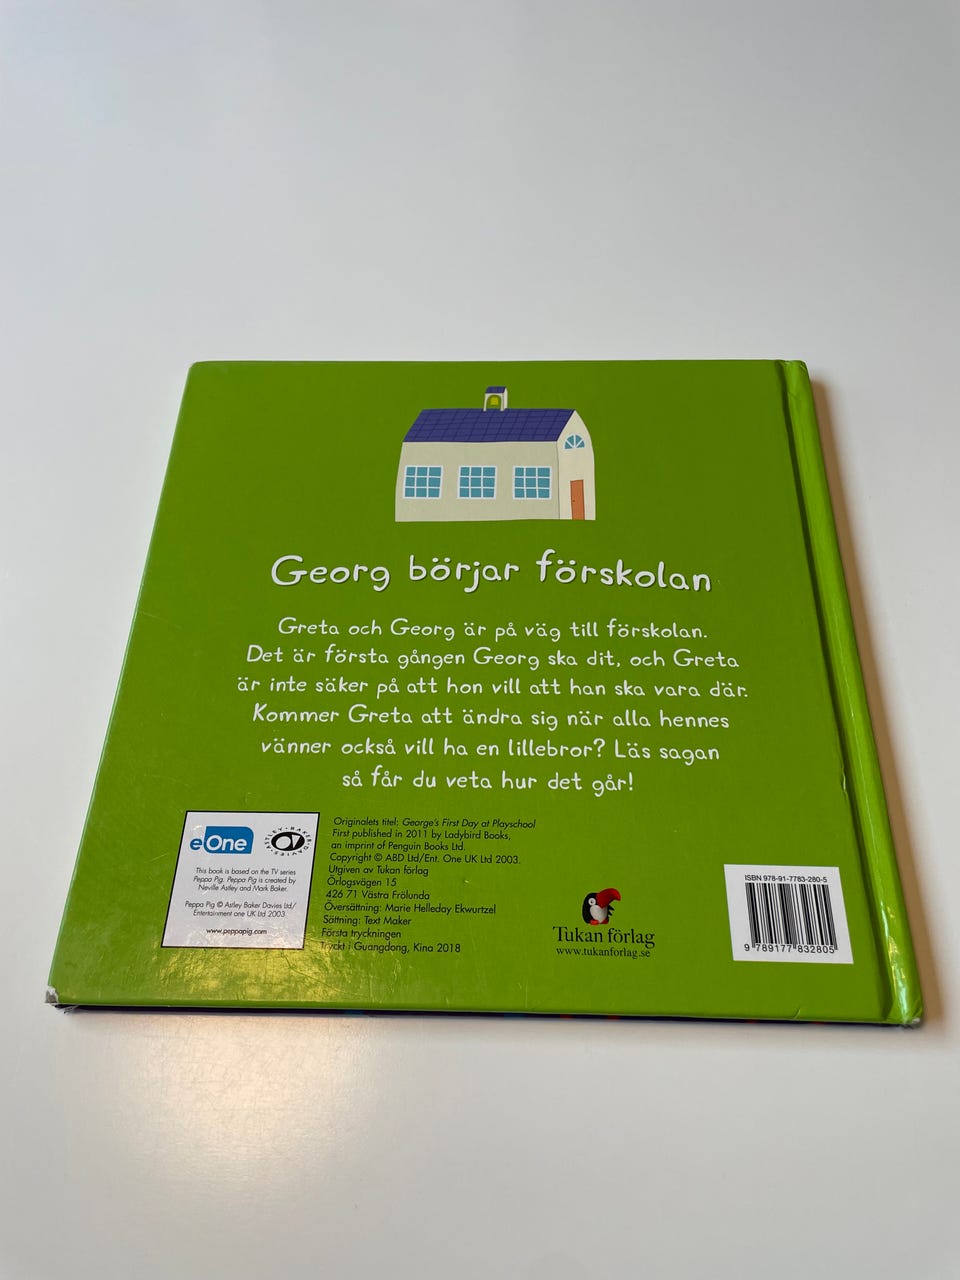 Georg börjar förskolan
Greta och Georg är på väg till förskolan.
Det är första gången Georg ska dit, och Greta
är inte säker på att hon vill att han ska vara där.
Kommer Greta att ändra sig när alla hennes
vänner också vill ha en lillebror? Läs sagan
så får du veta hur det går!
eOne
ASTLEY • BAKER • DAVIES
This book is based on the TV series
Peppa Pig. Peppa Pig is created by
Neville Astley and Mark Baker.
Peppa Pig © Astley Baker Davies Ltd/
Entertainment one UK Ltd 2003.
www.peppapig.com
Originalets titel: George's First Day at Playschool
First published in 2011 by Ladybird Books,
an imprint of Penguin Books Ltd.
Copyright © ABD Ltd/Ent. One UK Ltd 2003.
Utgiven av Tukan förlag
Örlogsvägen 15
426 71 Västra Frölunda
Översättning: Marie Helleday Ekwurtzel
Sättning: Text Maker
Första tryckningen
Tryckt i Guangdong, Kina 2018
Tukan förlag
www.tukanforlag.se
ISBN 978-91-7783-280-5
9 789177 832805